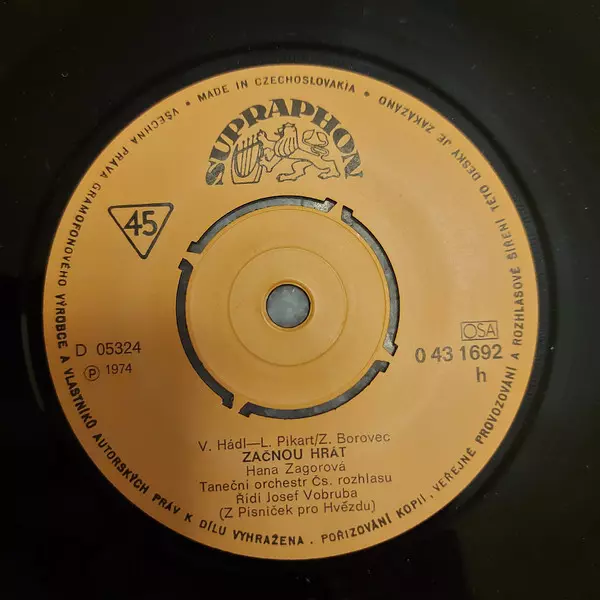 VŠECHNA PRÁVA GRAMOFONOVÉHO VÝROBCE A VLASTNÍKŮ AUTORSKÝCH PRÁV K DÍLU VYHRAŽENA . POŘIZOVÁNÍ KOPIÍ, VEŘEJNÉ PROVOZOVÁNÍ A ROZHLASOVÉ ŠÍŘENÍ TÉTO DESKY JE ZAKÁZÁNO
• MADE IN CZECHOSLOVAKIA •
SUPRAPHON
45
D 05324
Ⓟ 1974
OSA
0 43 1692
h
V. Hádl—L. Pikart/Z. Borovec
ZAČNOU HRÁT
Hana Zagorová
Taneční orchestr Čs. rozhlasu
Řídí Josef Vobruba
(Z Písniček pro Hvězdu)